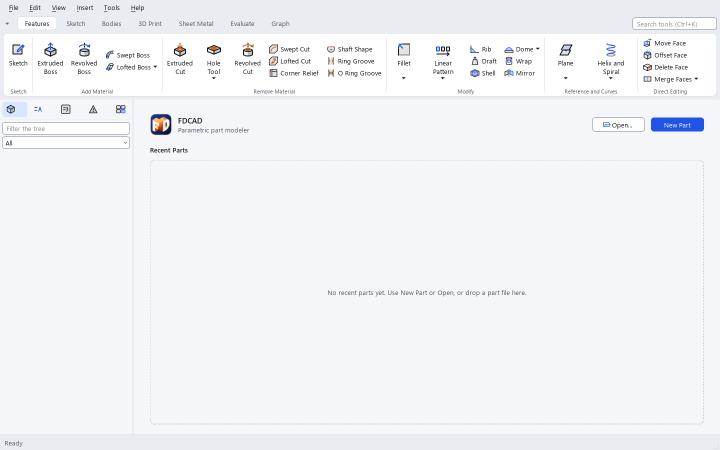 File Edit View Insert Tools Help
Features Sketch Bodies 3D Print Sheet Metal Evaluate Graph Search tools (Ctrl+K)
Sketch
Extruded Boss
Revolved Boss
Swept Boss
Lofted Boss
Extruded Cut
Hole Tool
Revolved Cut
Swept Cut
Lofted Cut
Corner Relief
Shaft Shape
Ring Groove
O Ring Groove
Fillet
Linear Pattern
Rib
Draft
Shell
Dome
Wrap
Mirror
Plane
Helix and Spiral
Move Face
Offset Face
Delete Face
Merge Faces
Sketch Add Material Remove Material Modify Reference and Curves Direct Editing
Filter the tree
All
FDCAD
Parametric part modeler
Open... New Part
Recent Parts
No recent parts yet. Use New Part or Open, or drop a part file here.
Ready